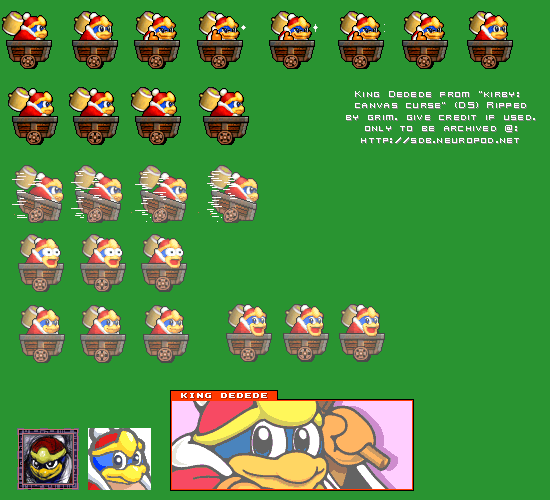 King Dedede from "Kirby:
Canvas Curse" (DS) Ripped
by Grim. Give credit if used.
Only to be archived @:
http://sdb.neuropod.net
KING DEDEDE